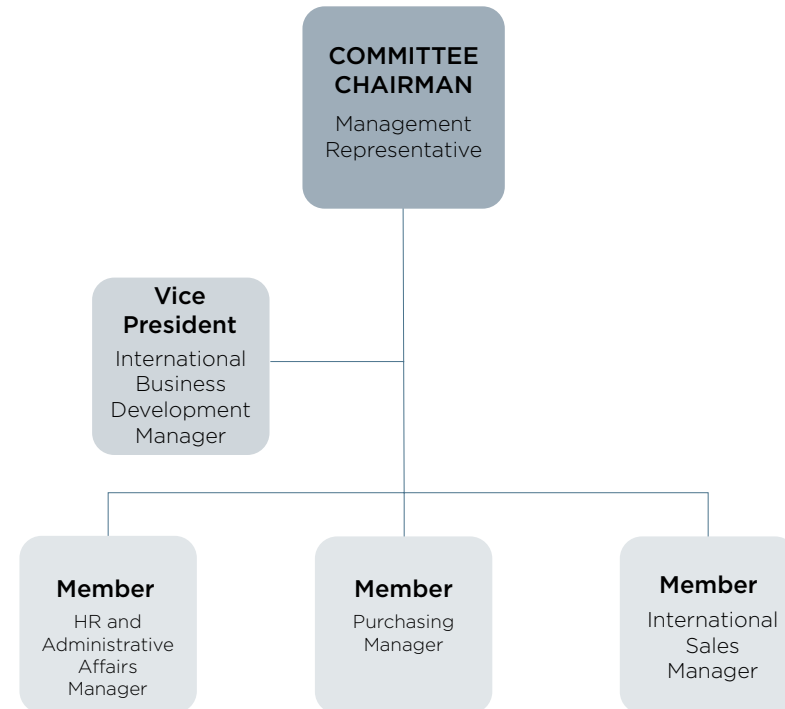 COMMITTEE
CHAIRMAN
Management
Representative
Vice
President
International
Business
Development
Manager
Member
HR and
Administrative
Affairs
Manager
Member
Purchasing
Manager
Member
International
Sales
Manager